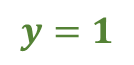 y = 1